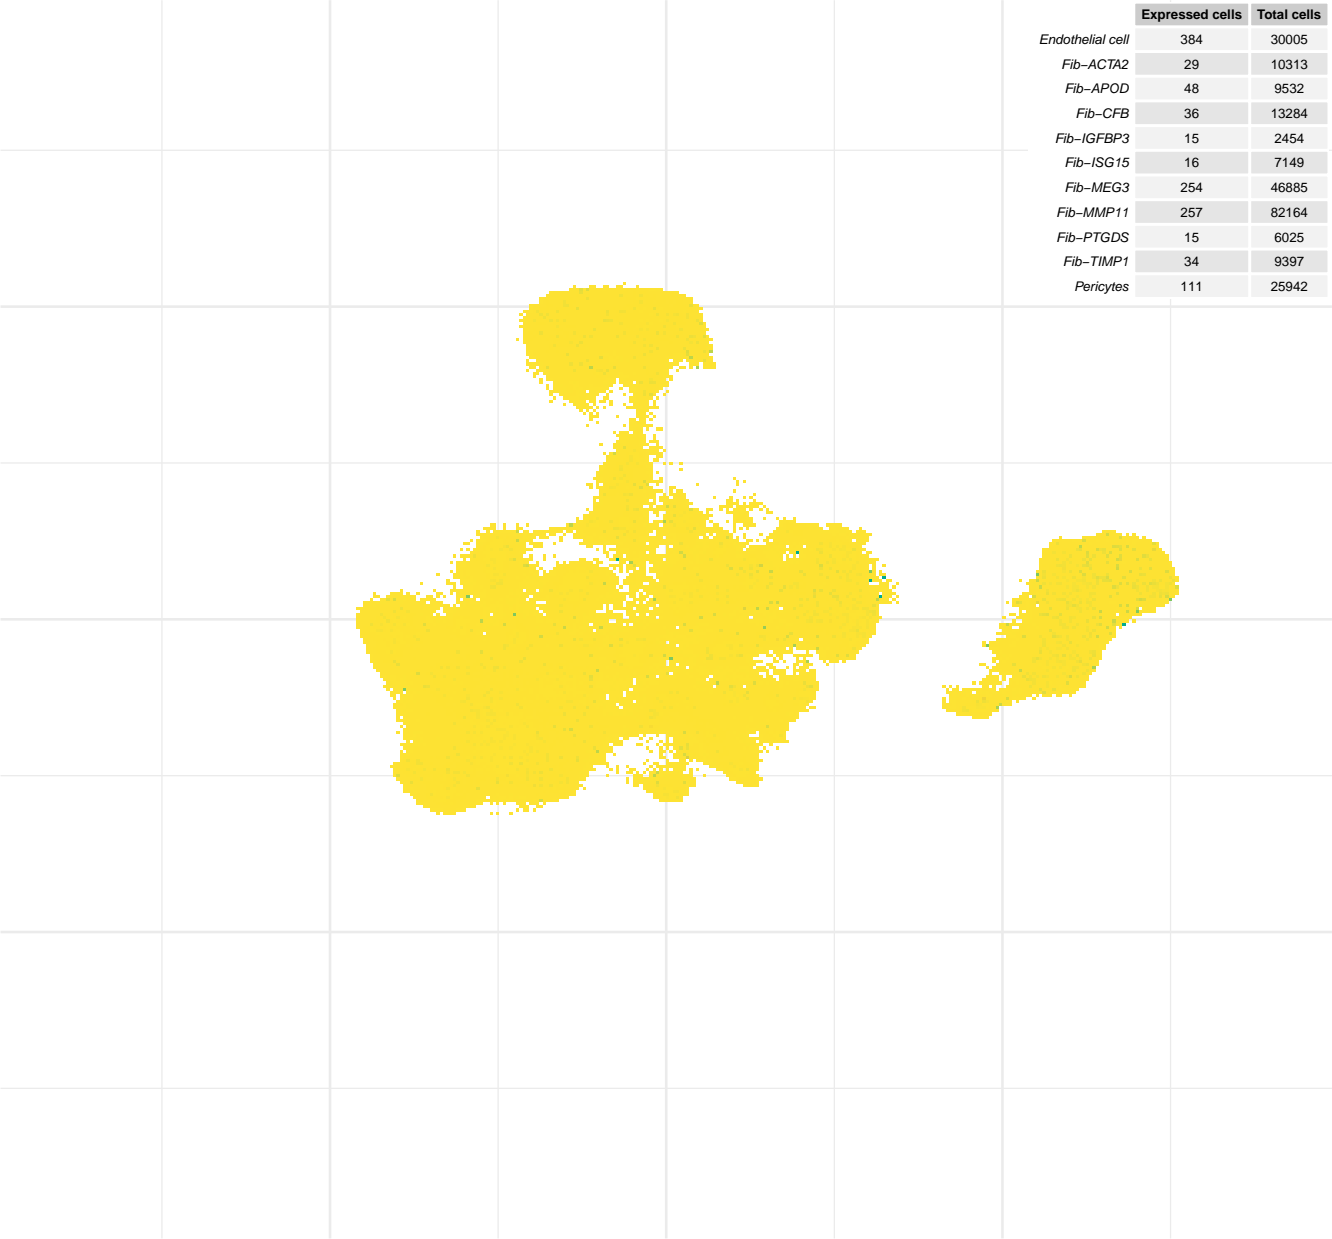 Expressed cells Total cells
Endothelial cell 384 30005
Fib−ACTA2 29 10313
Fib−APOD 48 9532
Fib−CFB 36 13284
Fib−IGFBP3 15 2454
Fib−ISG15 16 7149
Fib−MEG3 254 46885
Fib−MMP11 257 82164
Fib−PTGDS 15 6025
Fib−TIMP1 34 9397
Pericytes 111 25942